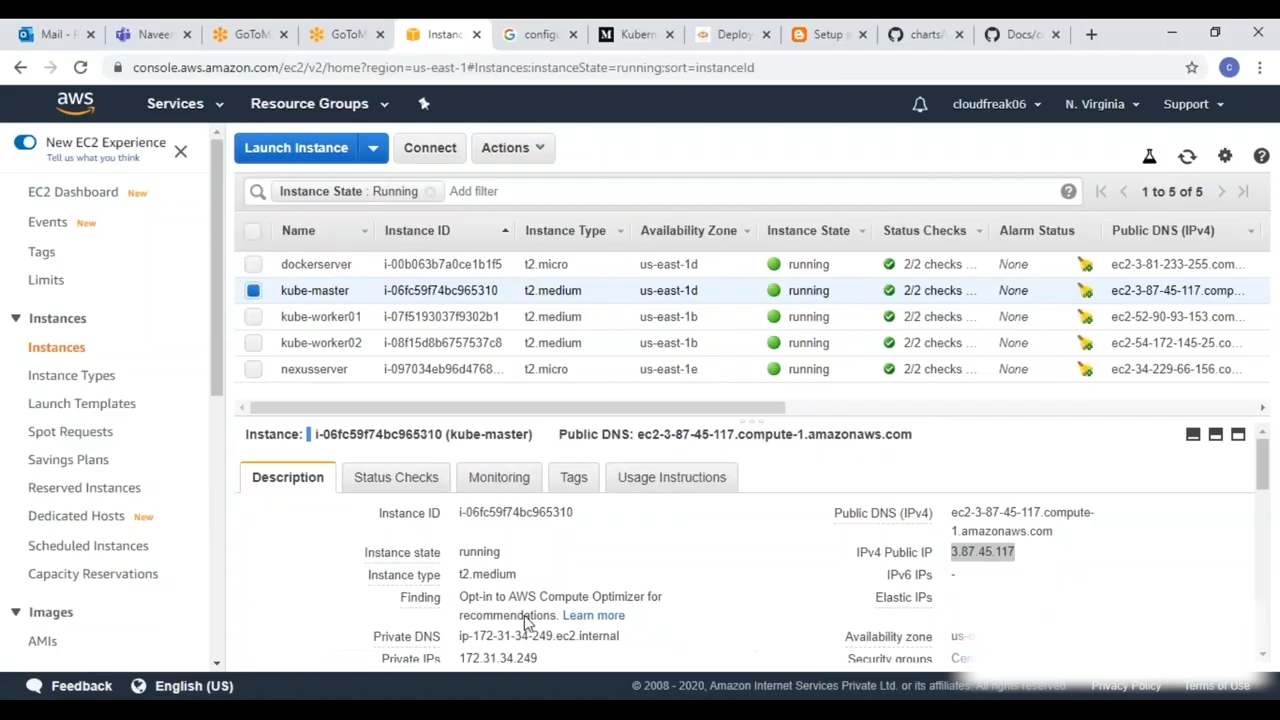 Mail - F
Naveer
GoToM
GoToM
Instanc
config
Kubern
Deploy
Setup a
charts/
Docs/c
console.aws.amazon.com/ec2/v2/home?region=us-east-1#Instances:instanceState=running;sort=instanceId
C
aws
Services
Resource Groups
cloudfreak06
N. Virginia
Support
New EC2 Experience
Tell us what you think
Launch Instance
Connect
Actions
EC2 Dashboard New
Events New
Tags
Limits
Instances
Instances
Instance Types
Launch Templates
Spot Requests
Savings Plans
Reserved Instances
Dedicated Hosts New
Scheduled Instances
Capacity Reservations
Images
AMIs
Instance State : Running
Add filter
1 to 5 of 5
Name Instance ID Instance Type Availability Zone Instance State Status Checks Alarm Status Public DNS (IPv4)
dockerserver i-00b063b7a0ce1b1f5 t2.micro us-east-1d running 2/2 checks ... None ec2-3-81-233-255.com...
kube-master i-06fc59f74bc965310 t2.medium us-east-1d running 2/2 checks ... None ec2-3-87-45-117.comp...
kube-worker01 i-07f5193037f9302b1 t2.medium us-east-1b running 2/2 checks ... None ec2-52-90-93-153.com...
kube-worker02 i-08f15d8b6757537c8 t2.medium us-east-1b running 2/2 checks ... None ec2-54-172-145-25.co...
nexusserver i-097034eb96d4768... t2.micro us-east-1e running 2/2 checks ... None ec2-34-229-66-156.co...
Instance: i-06fc59f74bc965310 (kube-master) Public DNS: ec2-3-87-45-117.compute-1.amazonaws.com
Description
Status Checks
Monitoring
Tags
Usage Instructions
Instance ID i-06fc59f74bc965310
Instance state running
Instance type t2.medium
Finding Opt-in to AWS Compute Optimizer for
recommendations. Learn more
Private DNS ip-172-31-34-249.ec2.internal
Private IPs 172.31.34.249
Public DNS (IPv4) ec2-3-87-45-117.compute-
1.amazonaws.com
IPv4 Public IP 3.87.45.117
IPv6 IPs -
Elastic IPs
Availability zone us-e
Security groups Cen
Feedback
English (US)
© 2008 - 2020, Amazon Internet Services Private Ltd. or its affiliates. All rights reserved
Privacy Policy
Terms of Use